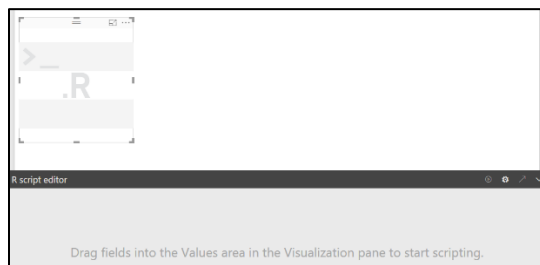 >_
.R
R script editor
Drag fields into the Values area in the Visualization pane to start scripting.